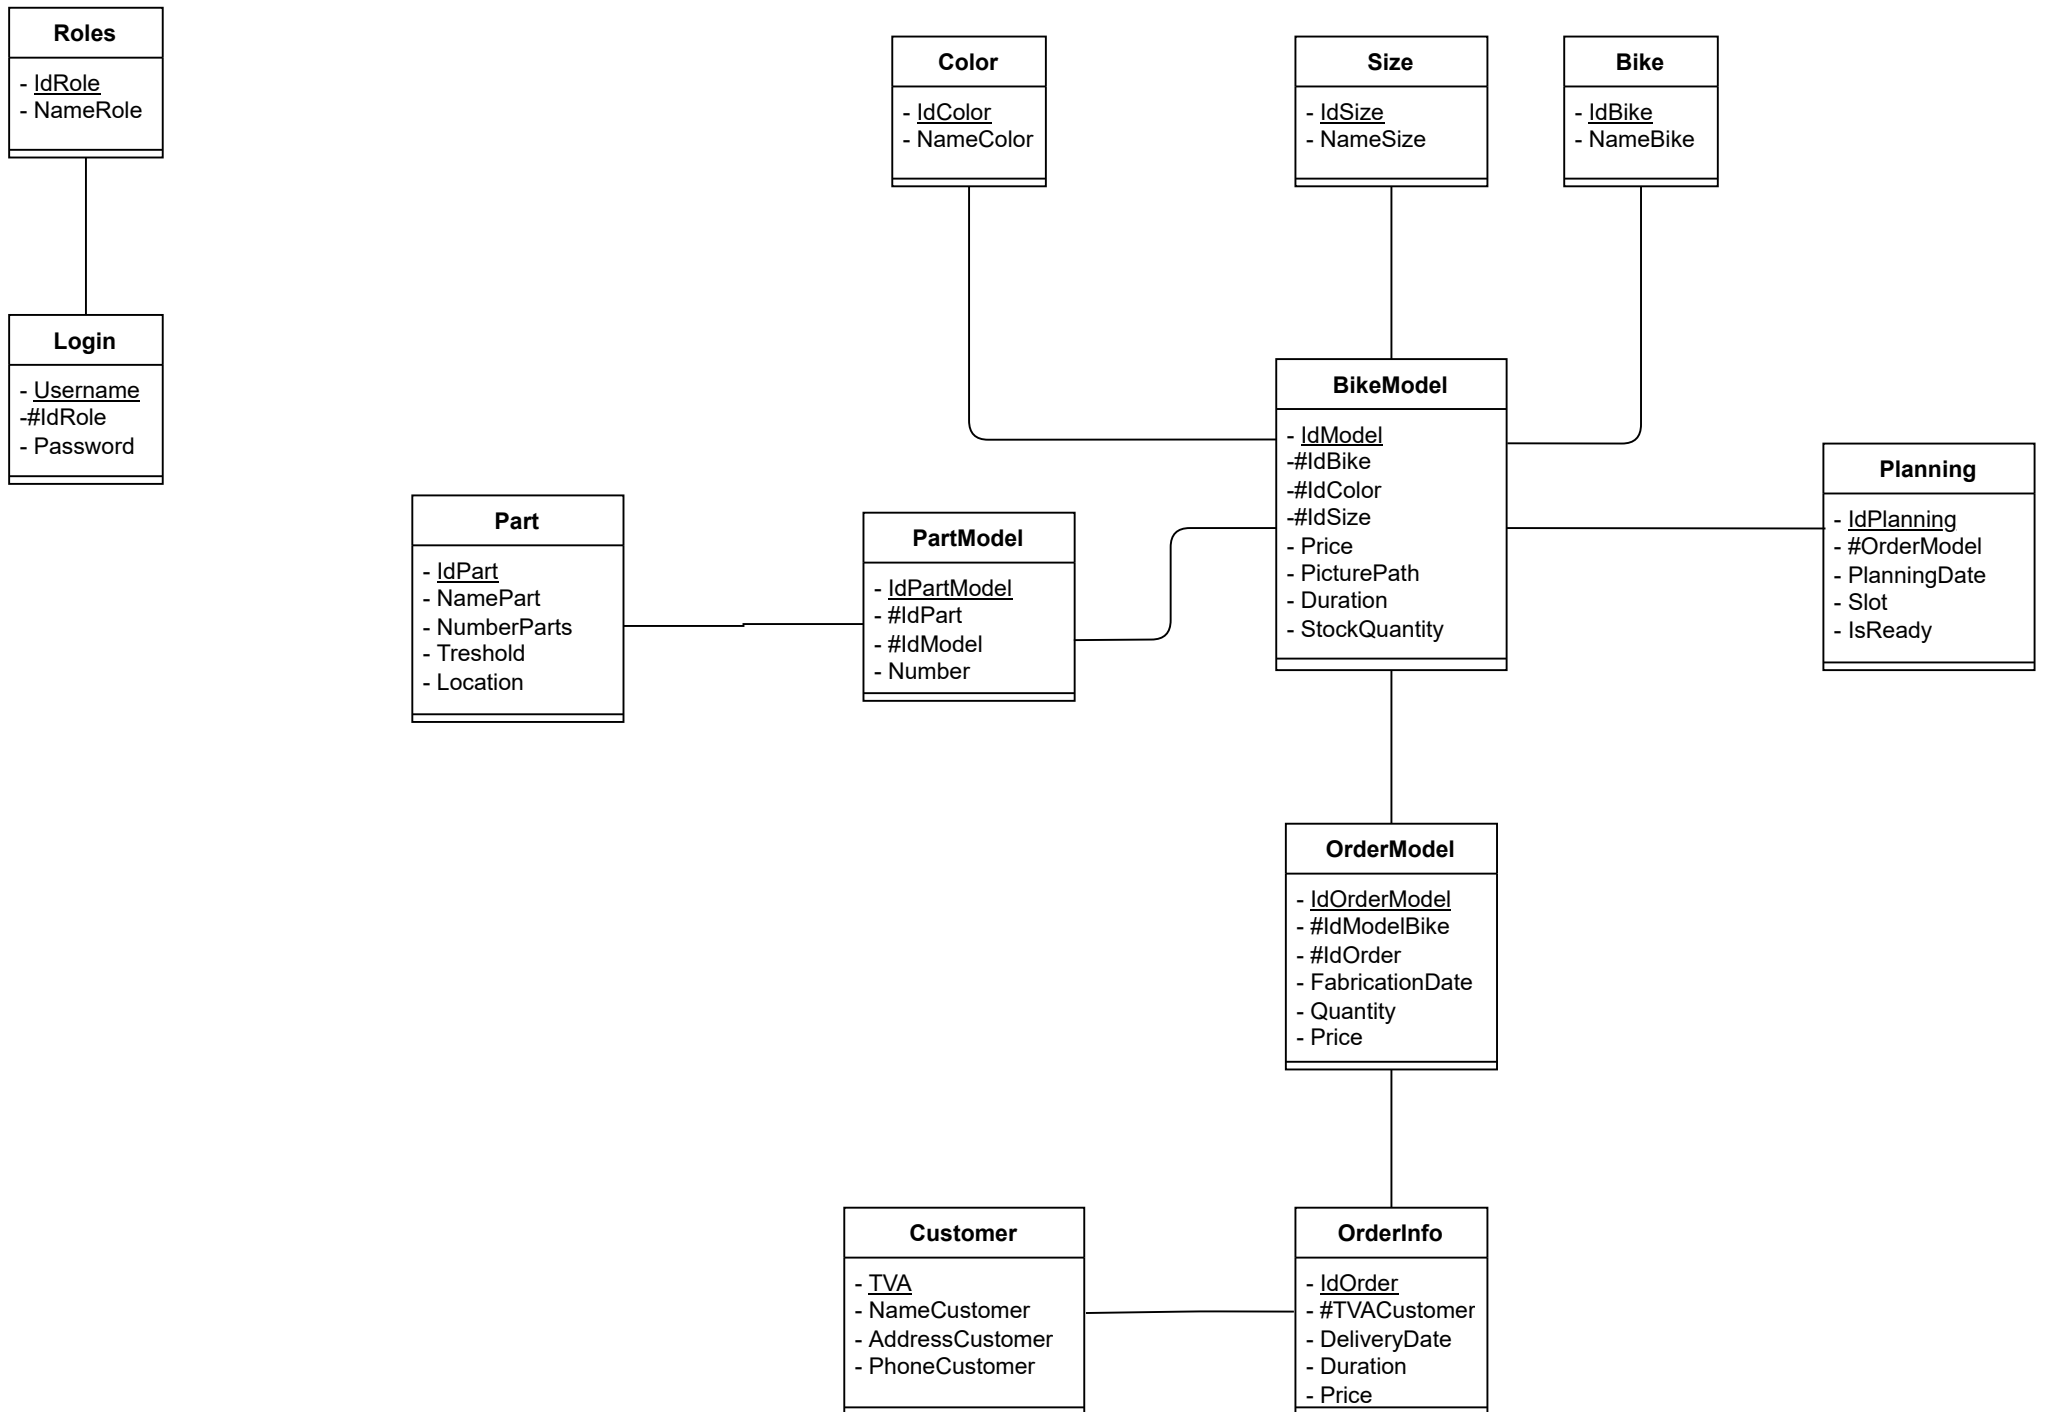 Roles
- IdRole
- NameRole
Login
- Username
-#IdRole
- Password
Color
- IdColor
- NameColor
Size
- IdSize
- NameSize
Bike
- IdBike
- NameBike
BikeModel
- IdModel
-#IdBike
-#IdColor
-#IdSize
- Price
- PicturePath
- Duration
- StockQuantity
Planning
- IdPlanning
- #OrderModel
- PlanningDate
- Slot
- IsReady
Part
- IdPart
- NamePart
- NumberParts
- Treshold
- Location
PartModel
- IdPartModel
- #IdPart
- #IdModel
- Number
OrderModel
- IdOrderModel
- #IdModelBike
- #IdOrder
- FabricationDate
- Quantity
- Price
Customer
- TVA
- NameCustomer
- AddressCustomer
- PhoneCustomer
OrderInfo
- IdOrder
- #TVACustomer
- DeliveryDate
- Duration
- Price